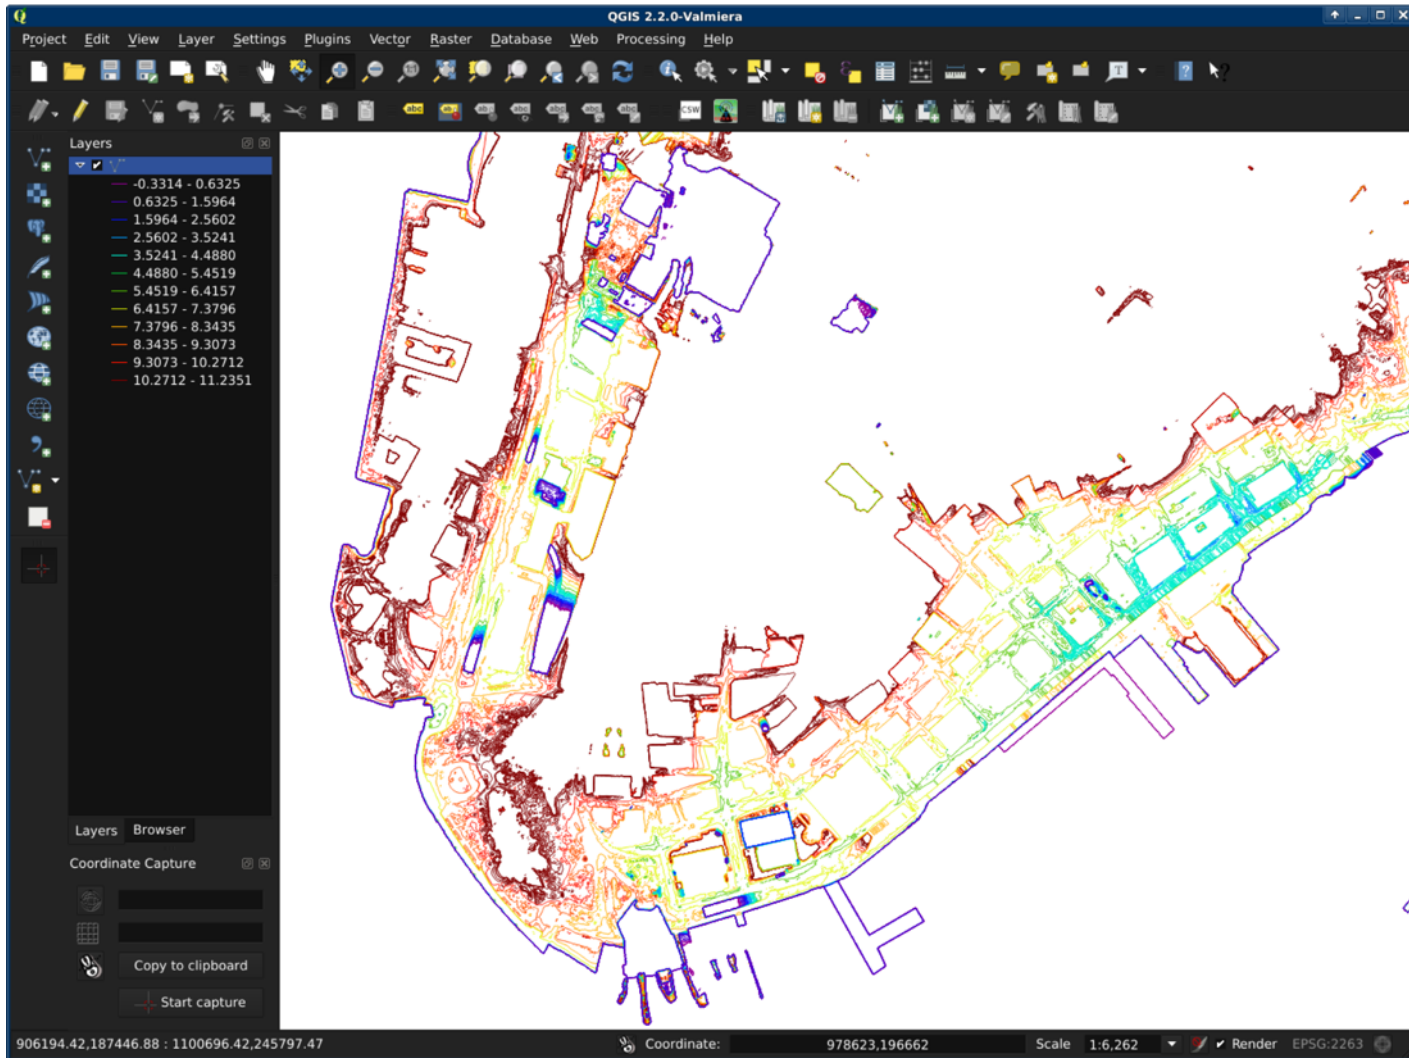 QGIS 2.2.0-Valmiera
Project Edit View Layer Settings Plugins Vector Raster Database Web Processing Help
Layers
-0.3314 - 0.6325
0.6325 - 1.5964
1.5964 - 2.5602
2.5602 - 3.5241
3.5241 - 4.4880
4.4880 - 5.4519
5.4519 - 6.4157
6.4157 - 7.3796
7.3796 - 8.3435
8.3435 - 9.3073
9.3073 - 10.2712
10.2712 - 11.2351
Layers Browser
Coordinate Capture
Copy to clipboard
Start capture
906194.42,187446.88 : 1100696.42,245797.47 Coordinate: 978623,196662 Scale 1:6,262 Render EPSG:2263